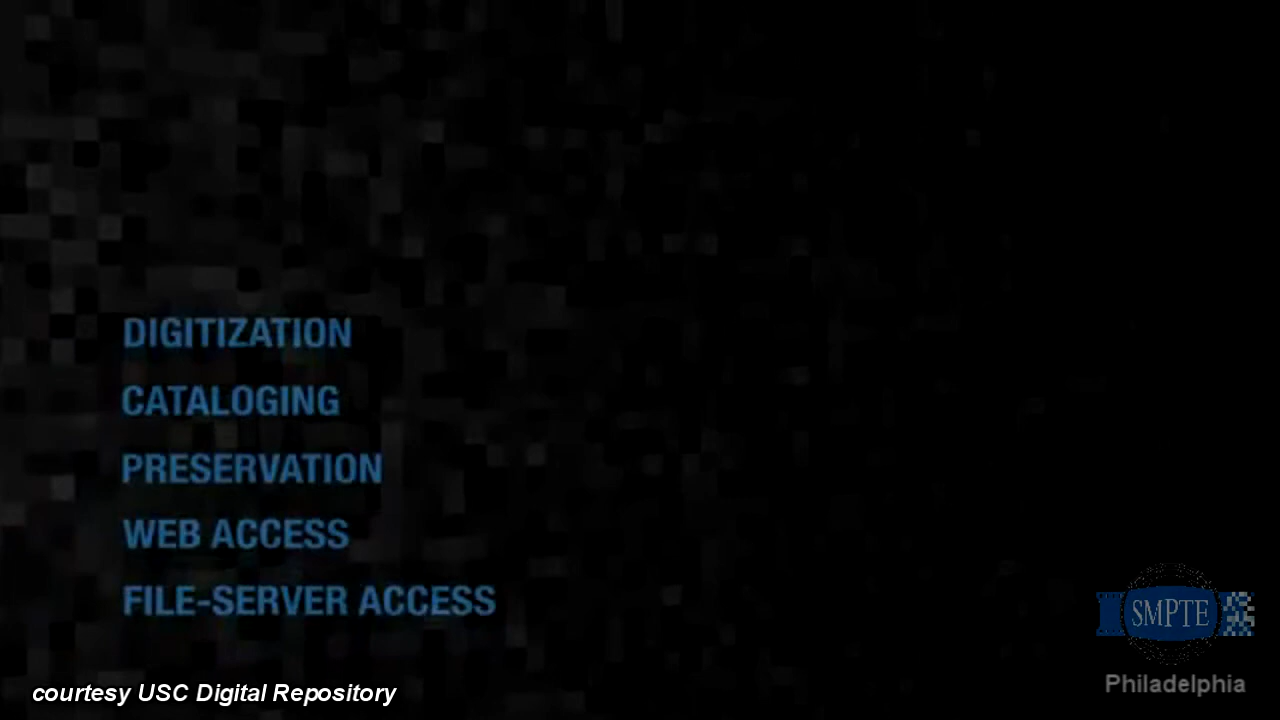 DIGITIZATION
CATALOGING
PRESERVATION
WEB ACCESS
FILE-SERVER ACCESS
SMPTE
Philadelphia
courtesy USC Digital Repository